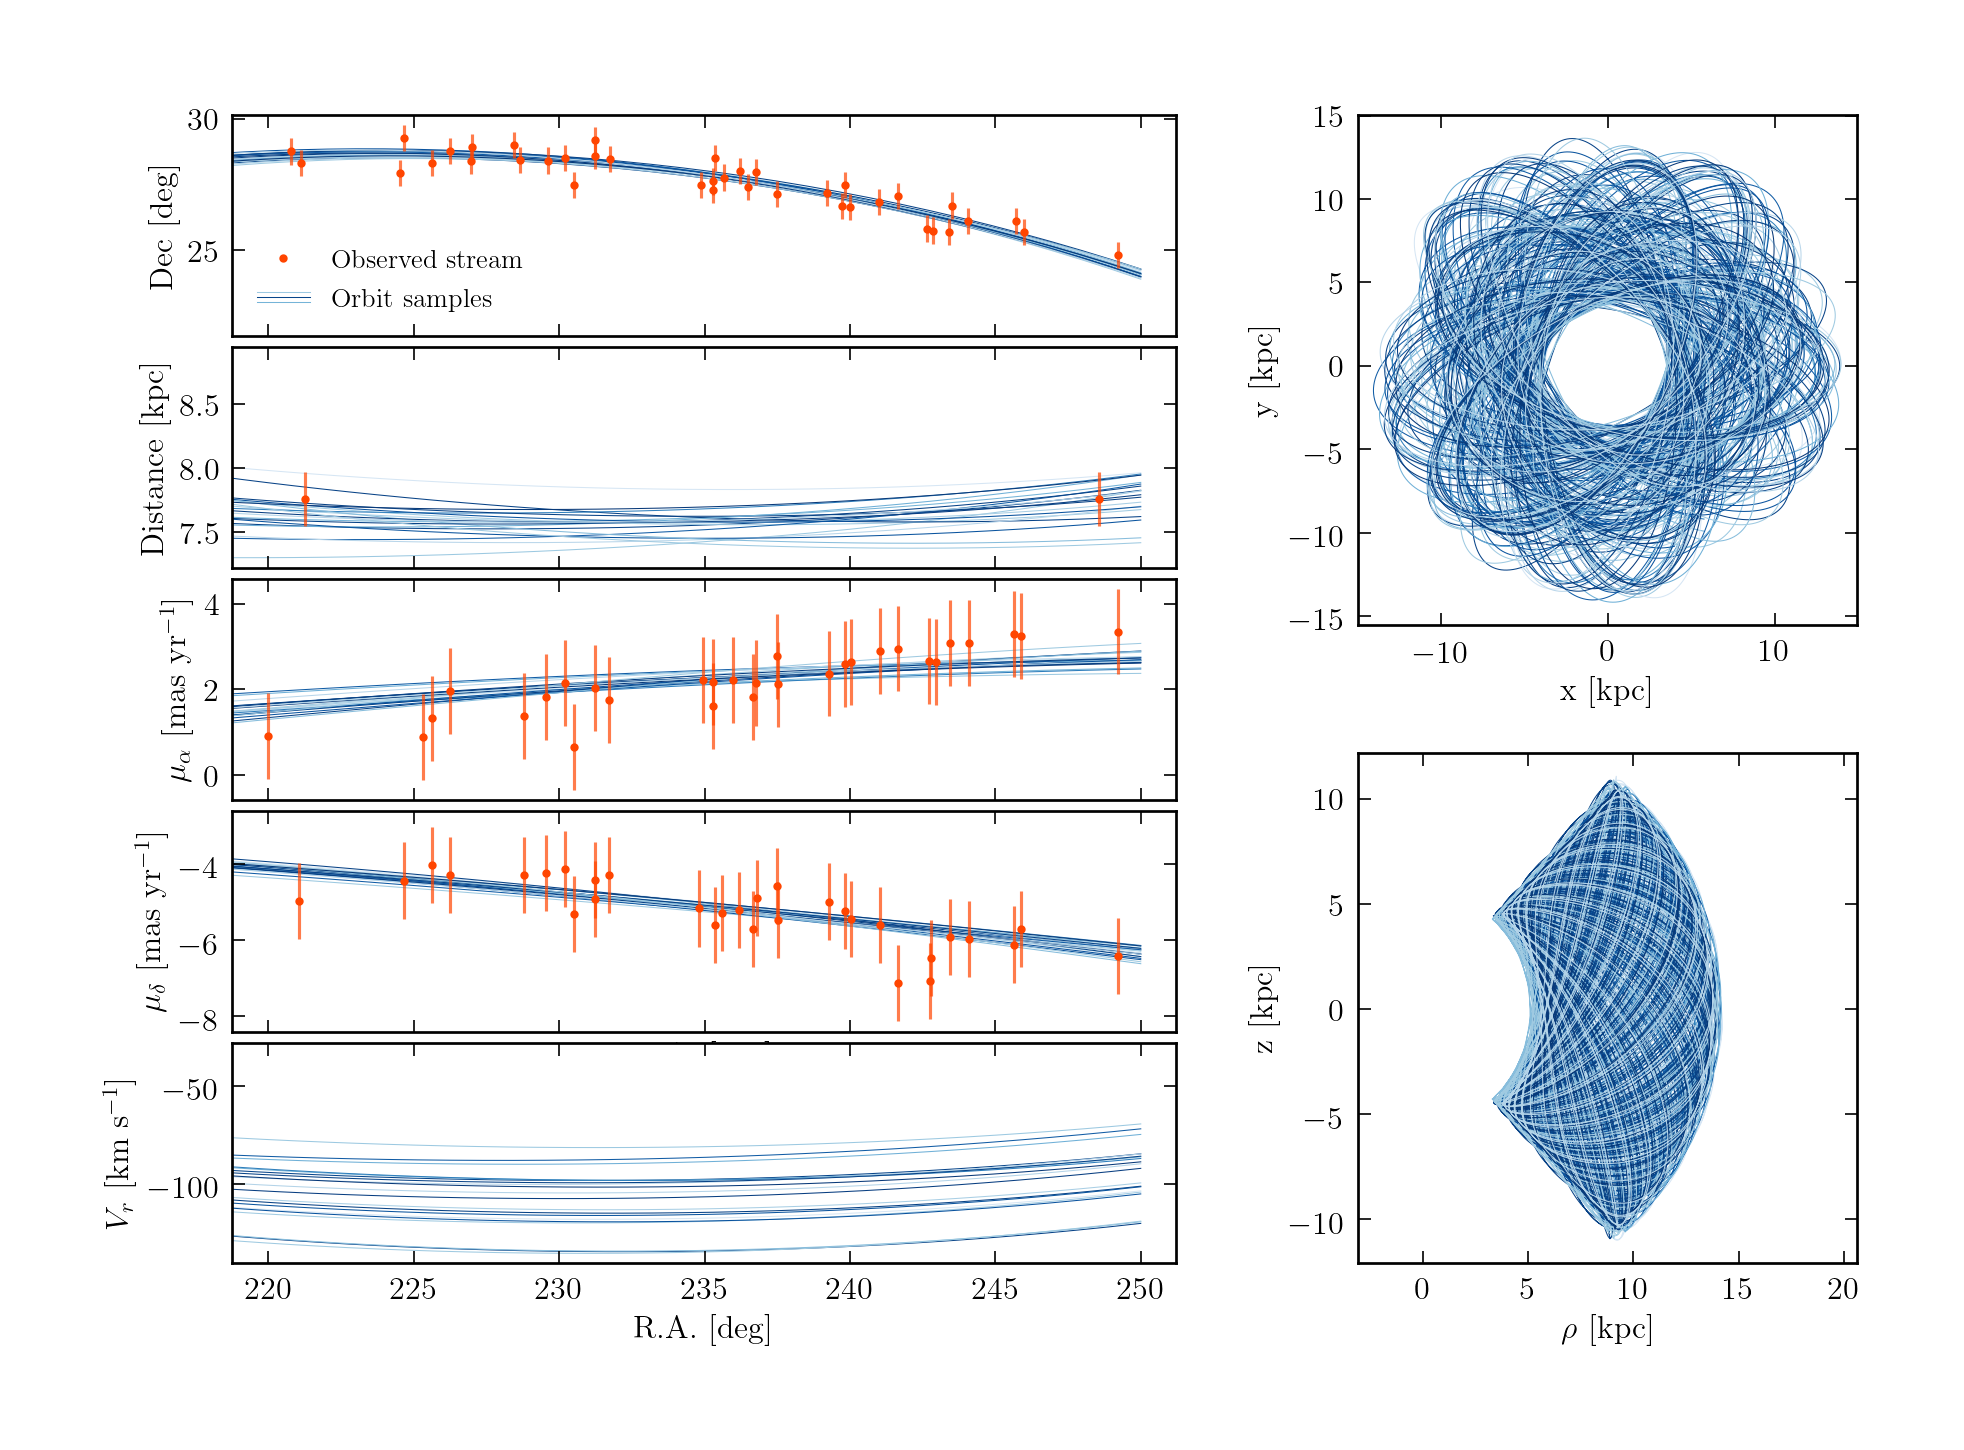 30
25
Dec [deg]
Observed stream
Orbit samples
8.5
8.0
7.5
Distance [kpc]
4
2
0
μα [mas yr⁻¹]
−4
−6
−8
μδ [mas yr⁻¹]
−50
−100
Vr [km s⁻¹]
220 225 230 235 240 245 250
R.A. [deg]
15
10
5
0
−5
−10
−15
y [kpc]
−10 0 10
x [kpc]
10
5
0
−5
−10
z [kpc]
0 5 10 15 20
ρ [kpc]